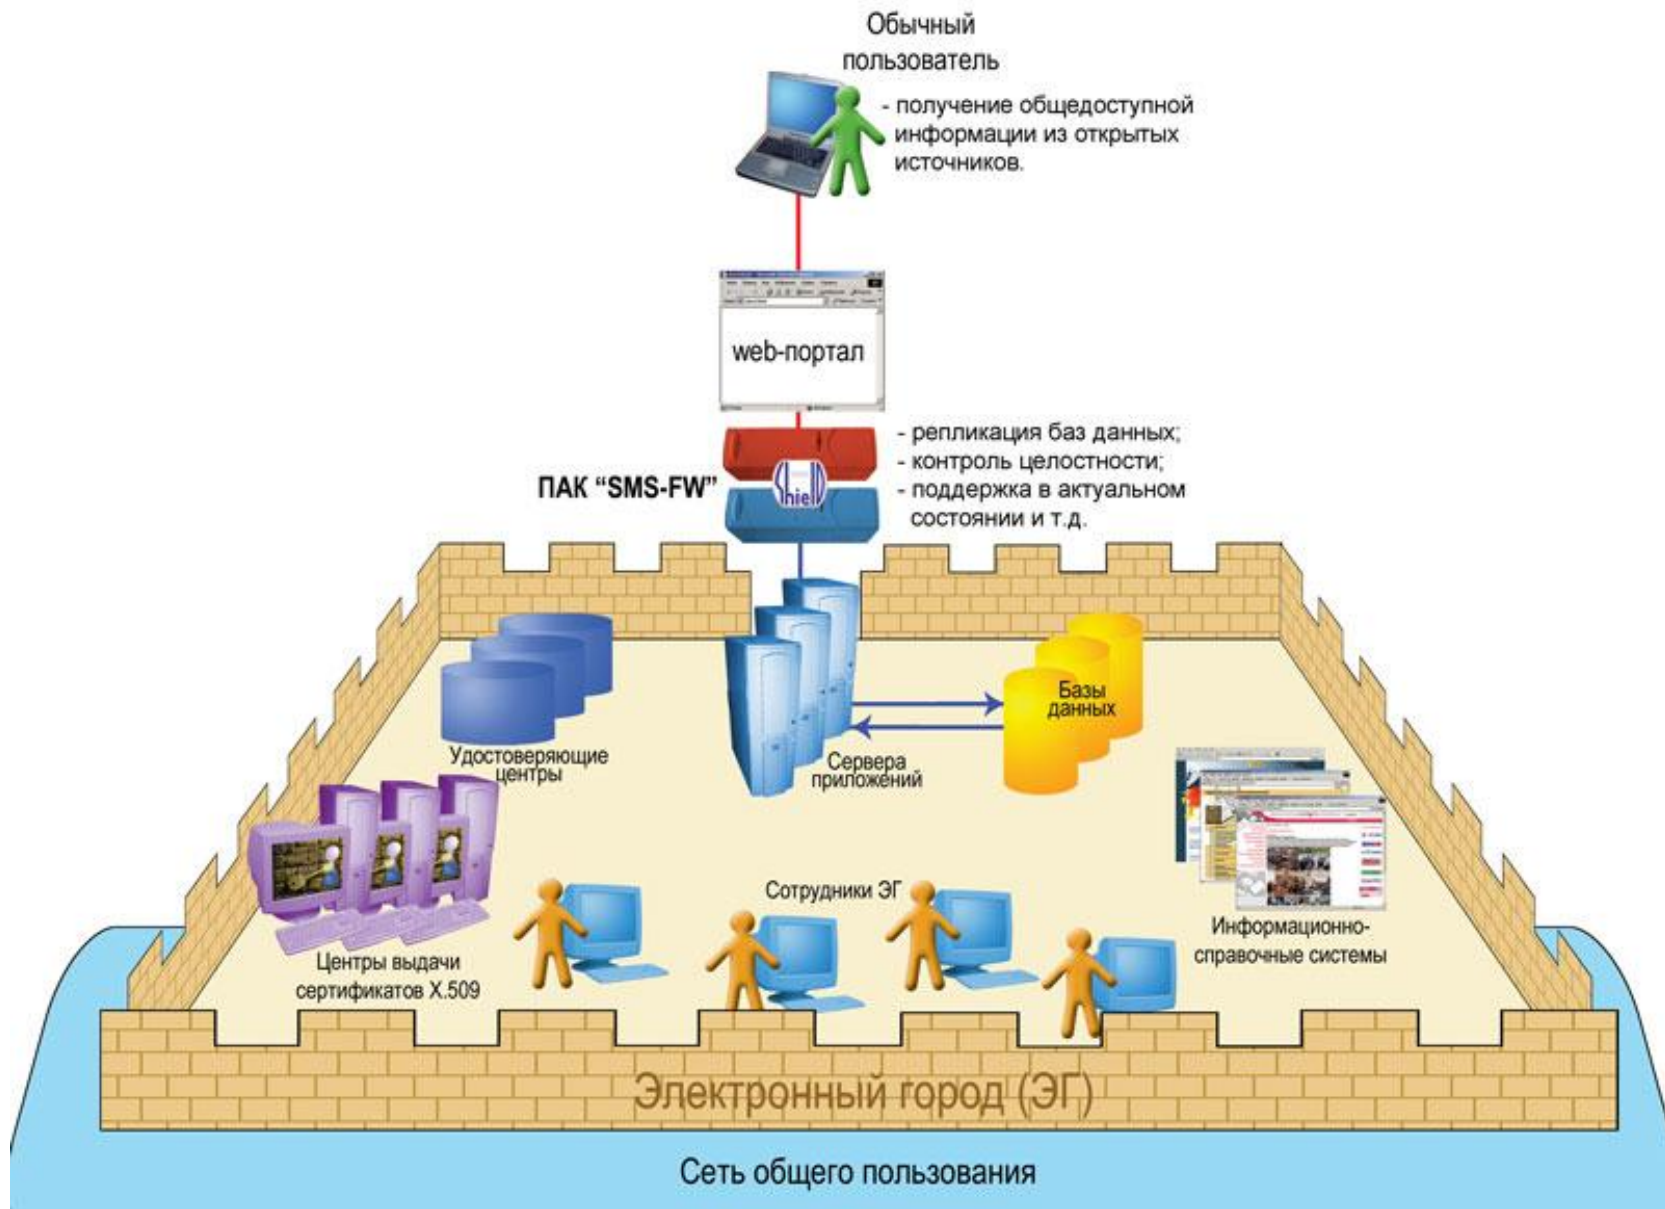 Обычный
пользователь
- получение общедоступной
информации из открытых
источников.
web-портал
- репликация баз данных;
- контроль целостности;
- поддержка в актуальном
состоянии и т.д.
ПАК “SMS-FW”
Shield
Базы
данных
Удостоверяющие
центры
Сервера
приложений
Сотрудники ЭГ
Информационно-
справочные системы
Центры выдачи
сертификатов X.509
Электронный город (ЭГ)
Сеть общего пользования